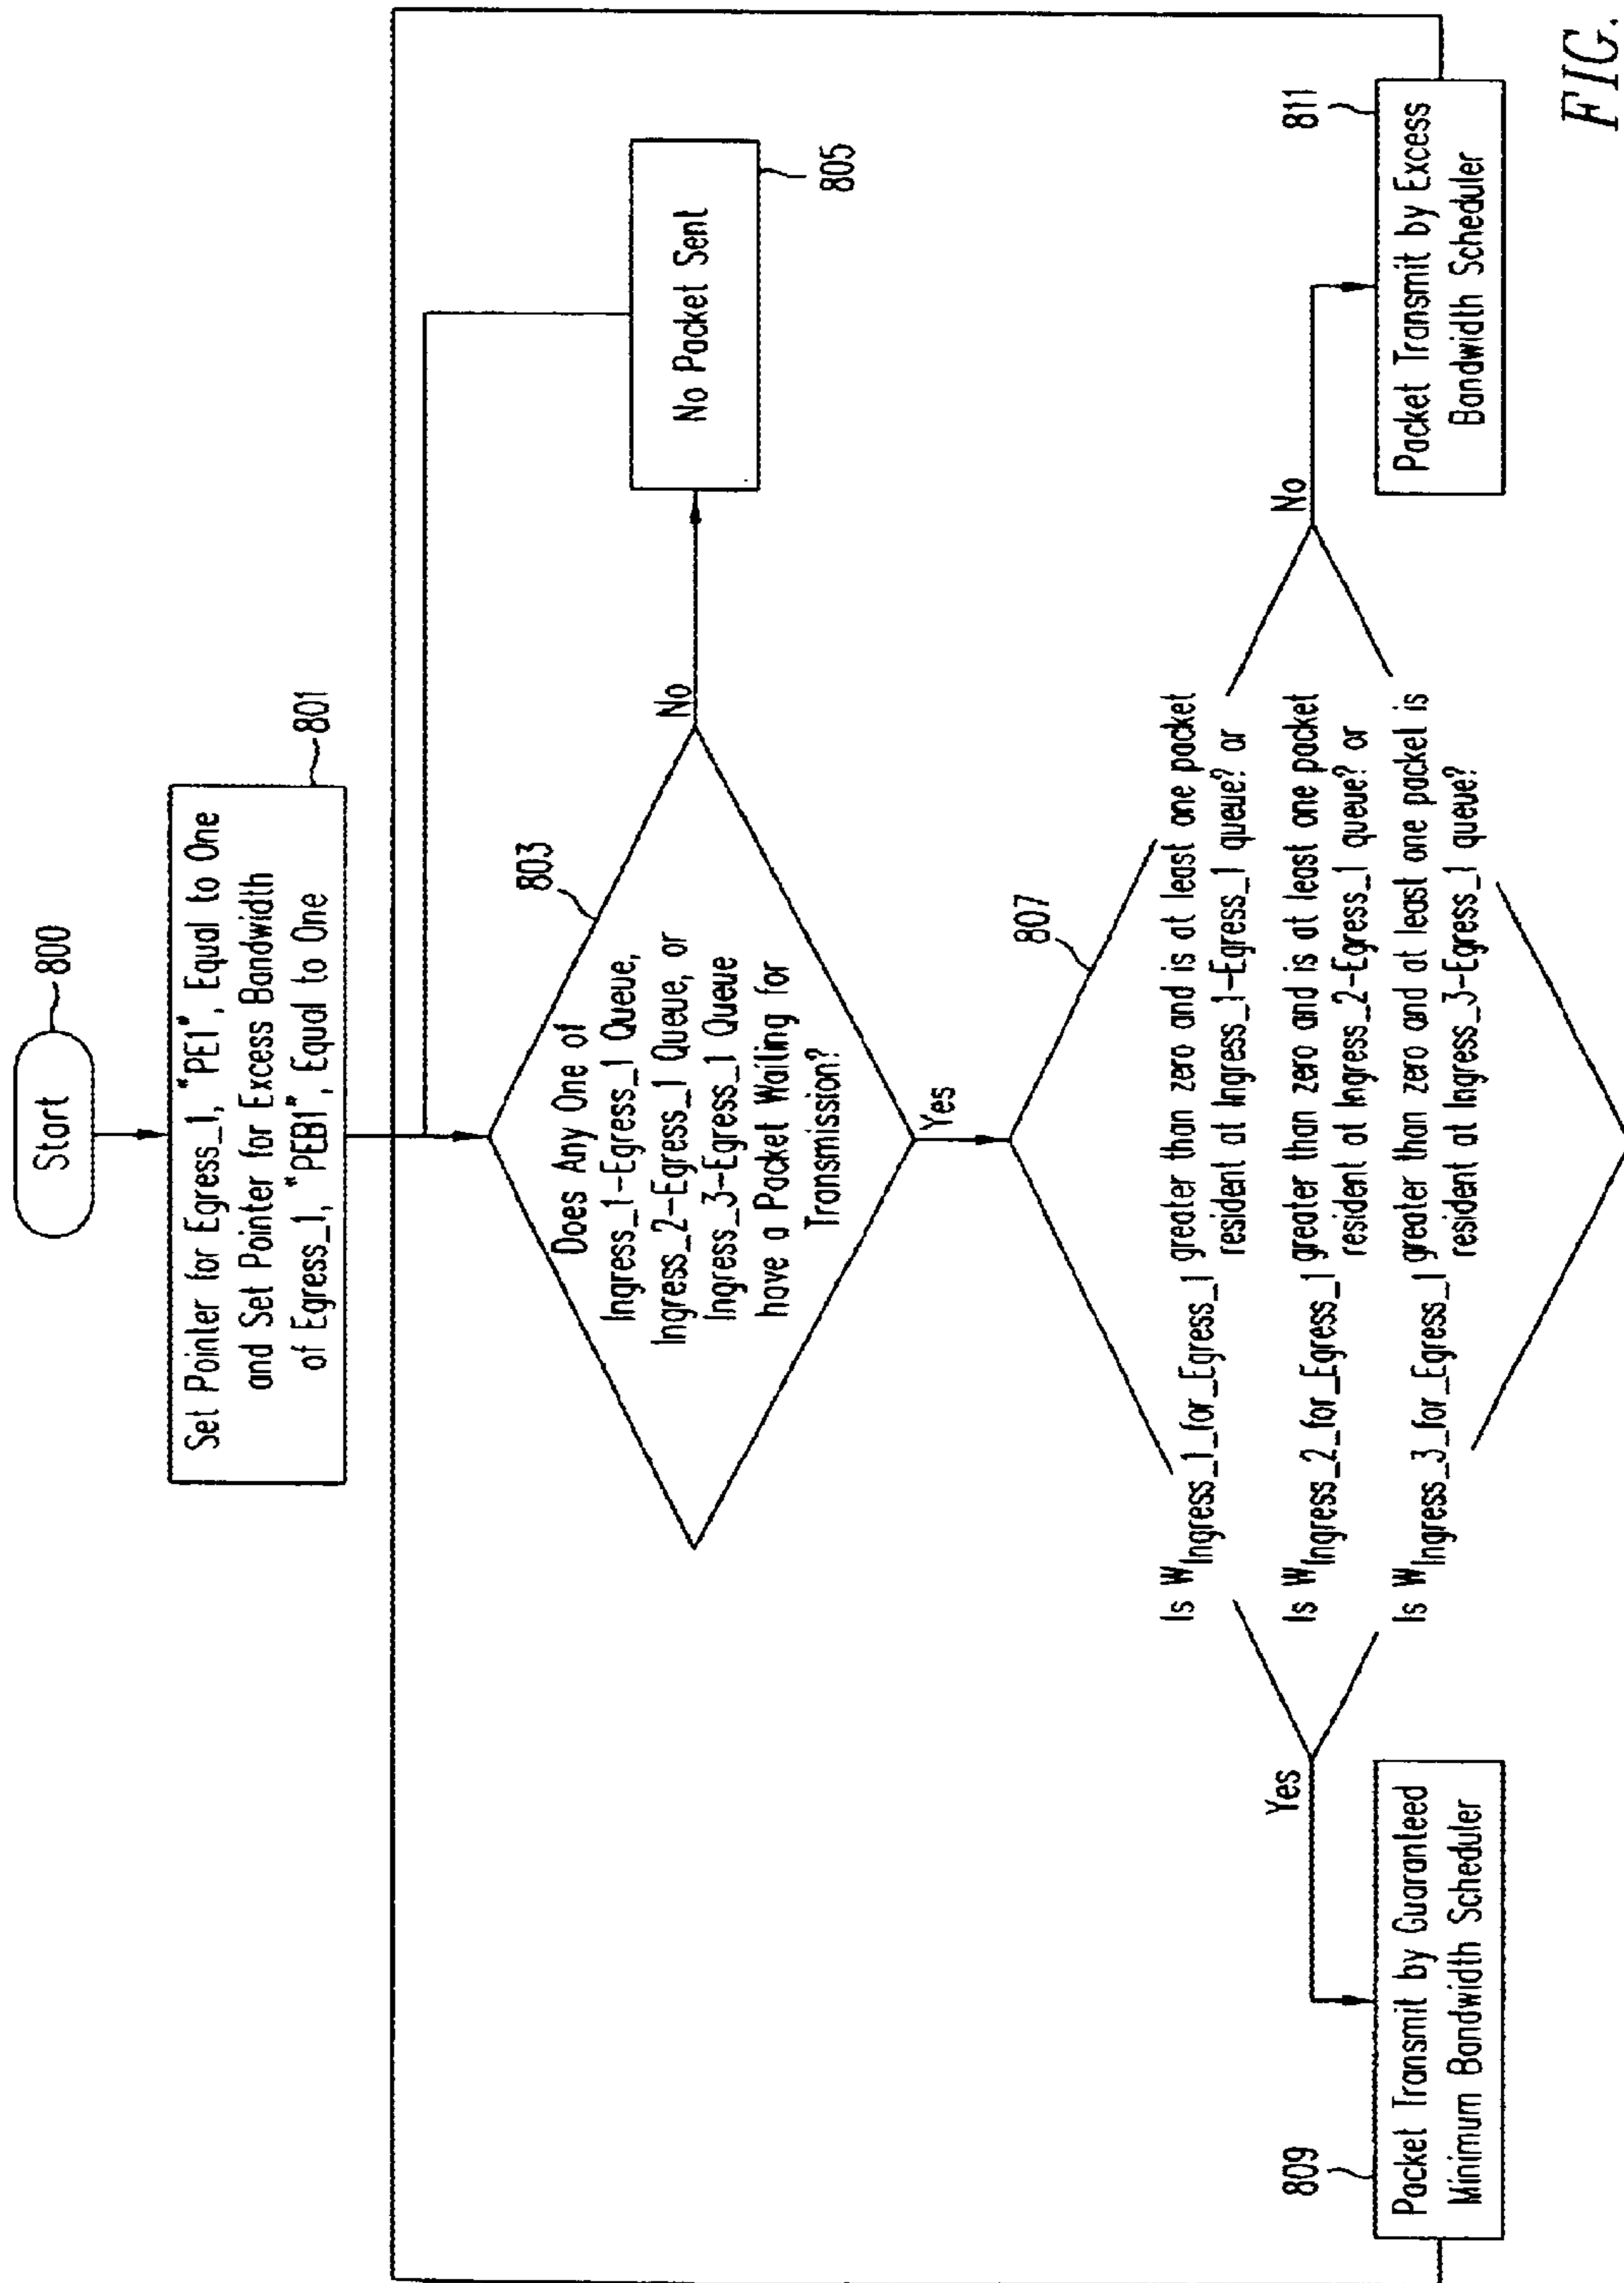 Start
800
Set Pointer for Egress_1, "PE1", Equal to One
and Set Pointer for Excess Bandwidth
of Egress_1, "PEB1", Equal to One
801
Does Any One of
Ingress_1-Egress_1 Queue,
Ingress_2-Egress_1 Queue, or
Ingress_3-Egress_1 Queue
have a Packet Waiting for
Transmission?
803
No
No Packet Sent
805
Yes
807
Is WIngress_1_for_Egress_1 greater than zero and is at least one packet
resident at Ingress_1-Egress_1 queue? or
Is WIngress_2_for_Egress_1 greater than zero and is at least one packet
resident at Ingress_2-Egress_1 queue? or
Is WIngress_3_for_Egress_1 greater than zero and at least one packet is
resident at Ingress_3-Egress_1 queue?
Yes
809
Packet Transmit by Guaranteed
Minimum Bandwidth Scheduler
No
811
Packet Transmit by Excess
Bandwidth Scheduler
FIG.